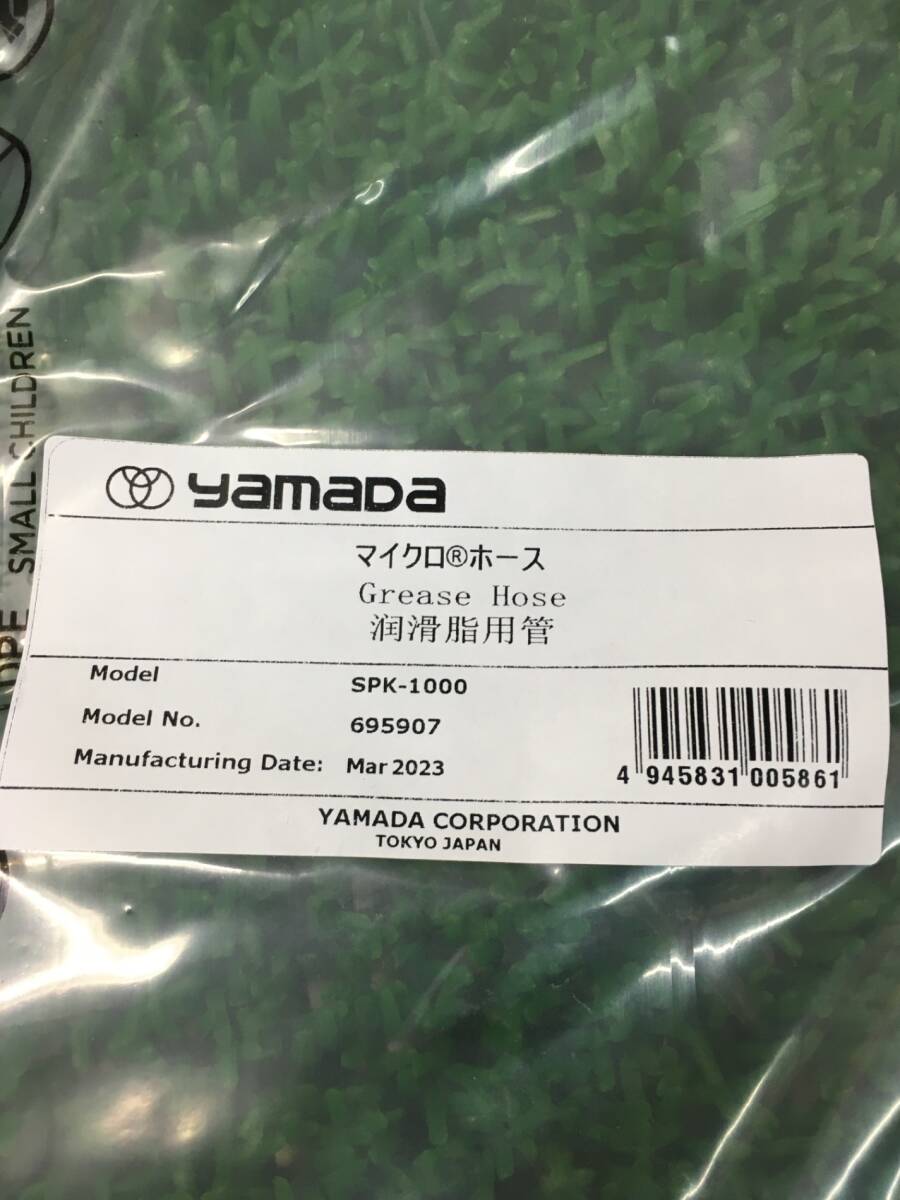 SMALL CHILDREN
yamada
マイクロ®ホース
Grease Hose
润滑脂用管
Model SPK-1000
Model No. 695907
Manufacturing Date: Mar 2023
4 945831 005861
YAMADA CORPORATION
TOKYO JAPAN